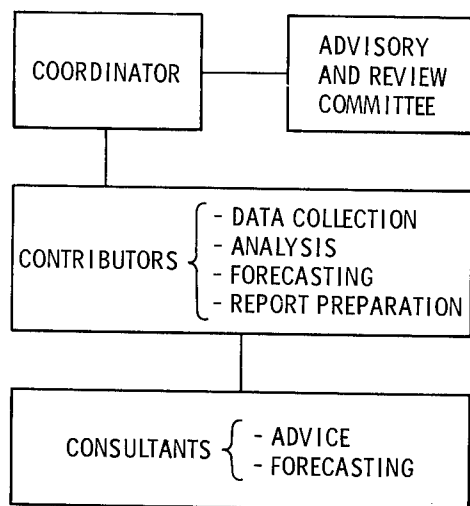 COORDINATOR
ADVISORY
AND REVIEW
COMMITTEE
CONTRIBUTORS
- DATA COLLECTION
- ANALYSIS
- FORECASTING
- REPORT PREPARATION
CONSULTANTS
- ADVICE
- FORECASTING